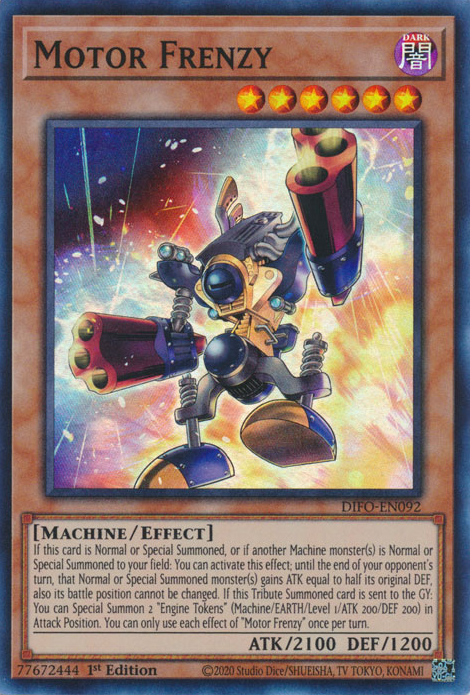 Motor Frenzy
DARK
闇
DIFO-EN092
[Machine/Effect]
If this card is Normal or Special Summoned, or if another Machine monster(s) is Normal or
Special Summoned to your field: You can activate this effect; until the end of your opponent's
turn, that Normal or Special Summoned monster(s) gains ATK equal to half its original DEF,
also its battle position cannot be changed. If this Tribute Summoned card is sent to the GY:
You can Special Summon 2 "Engine Tokens" (Machine/EARTH/Level 1/ATK 200/DEF 200) in
Attack Position. You can only use each effect of "Motor Frenzy" once per turn.
ATK/2100 DEF/1200
77672444 1st Edition ©2020 Studio Dice/SHUEISHA, TV TOKYO, KONAMI